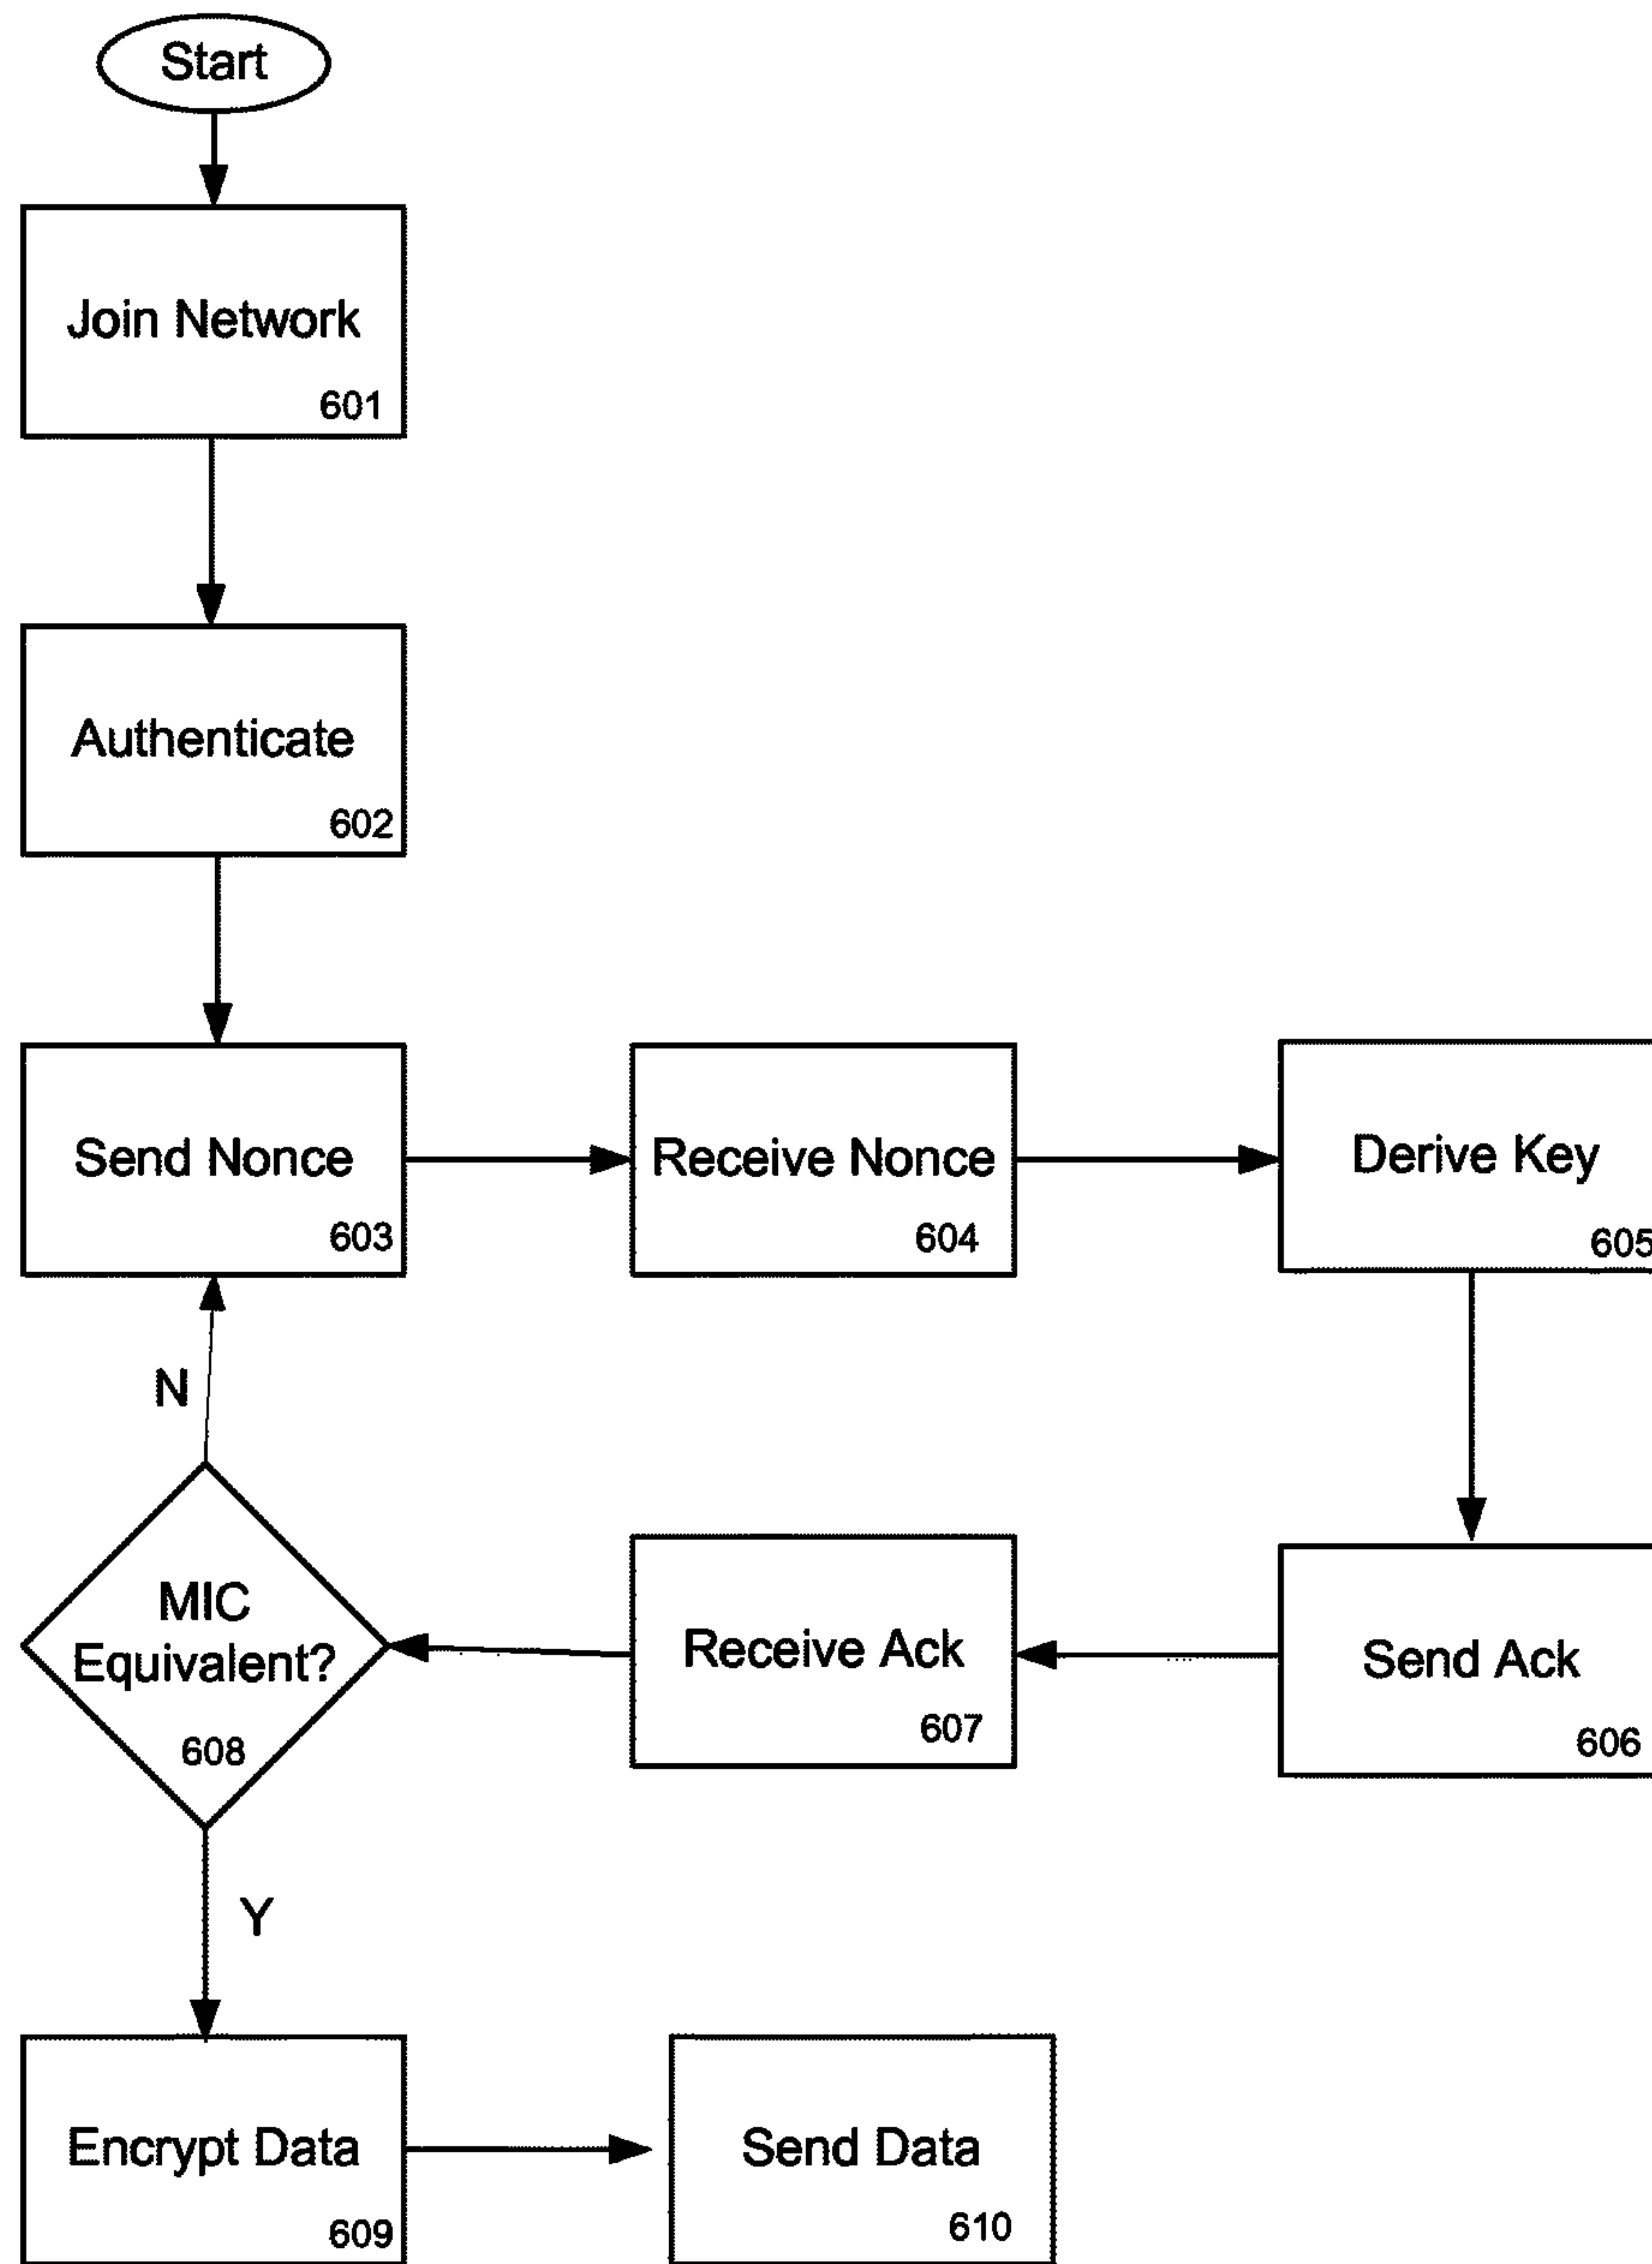 Start
Join Network
601
Authenticate
602
Send Nonce
603
Receive Nonce
604
Derive Key
605
N
MIC
Equivalent?
608
Receive Ack
607
Send Ack
606
Y
Encrypt Data
609
Send Data
610